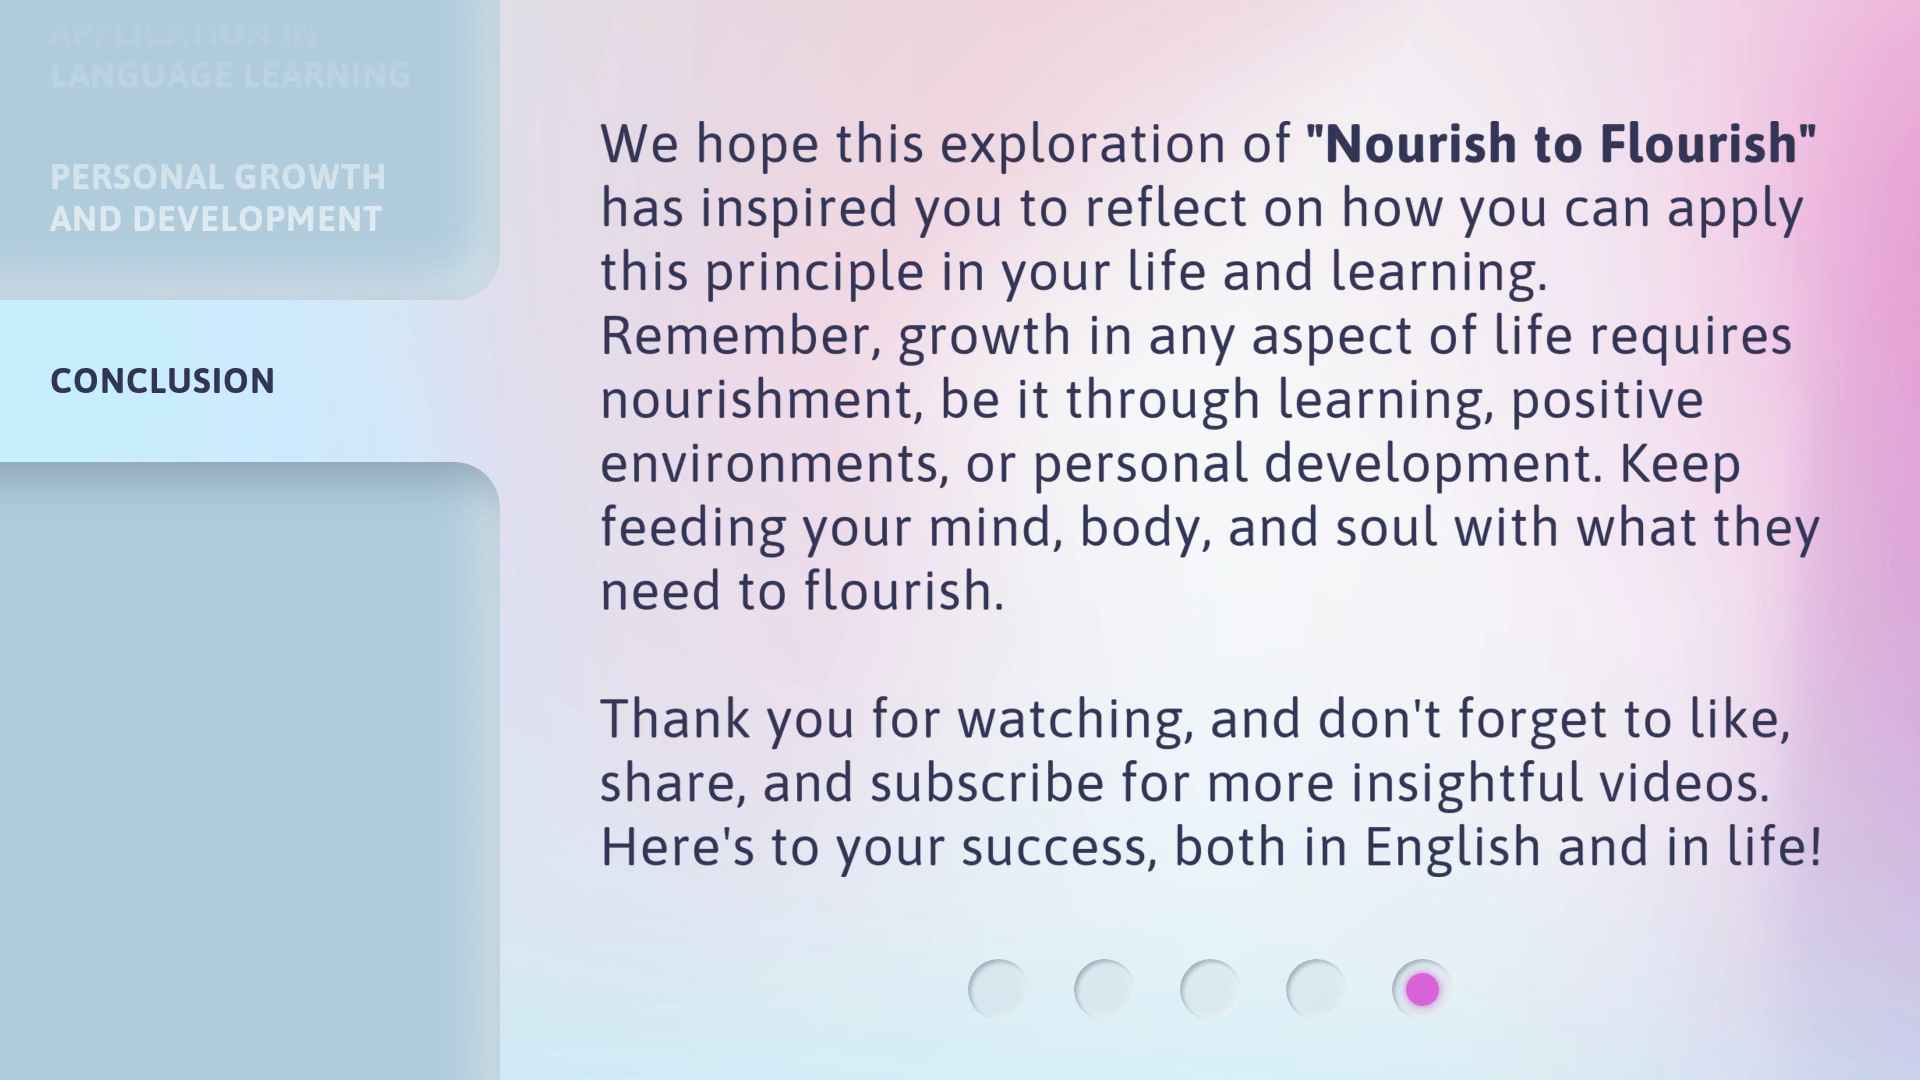 APPLICATION IN
LANGUAGE LEARNING
PERSONAL GROWTH
AND DEVELOPMENT
CONCLUSION
We hope this exploration of "Nourish to Flourish"
has inspired you to reflect on how you can apply
this principle in your life and learning.
Remember, growth in any aspect of life requires
nourishment, be it through learning, positive
environments, or personal development. Keep
feeding your mind, body, and soul with what they
need to flourish.
Thank you for watching, and don't forget to like,
share, and subscribe for more insightful videos.
Here's to your success, both in English and in life!